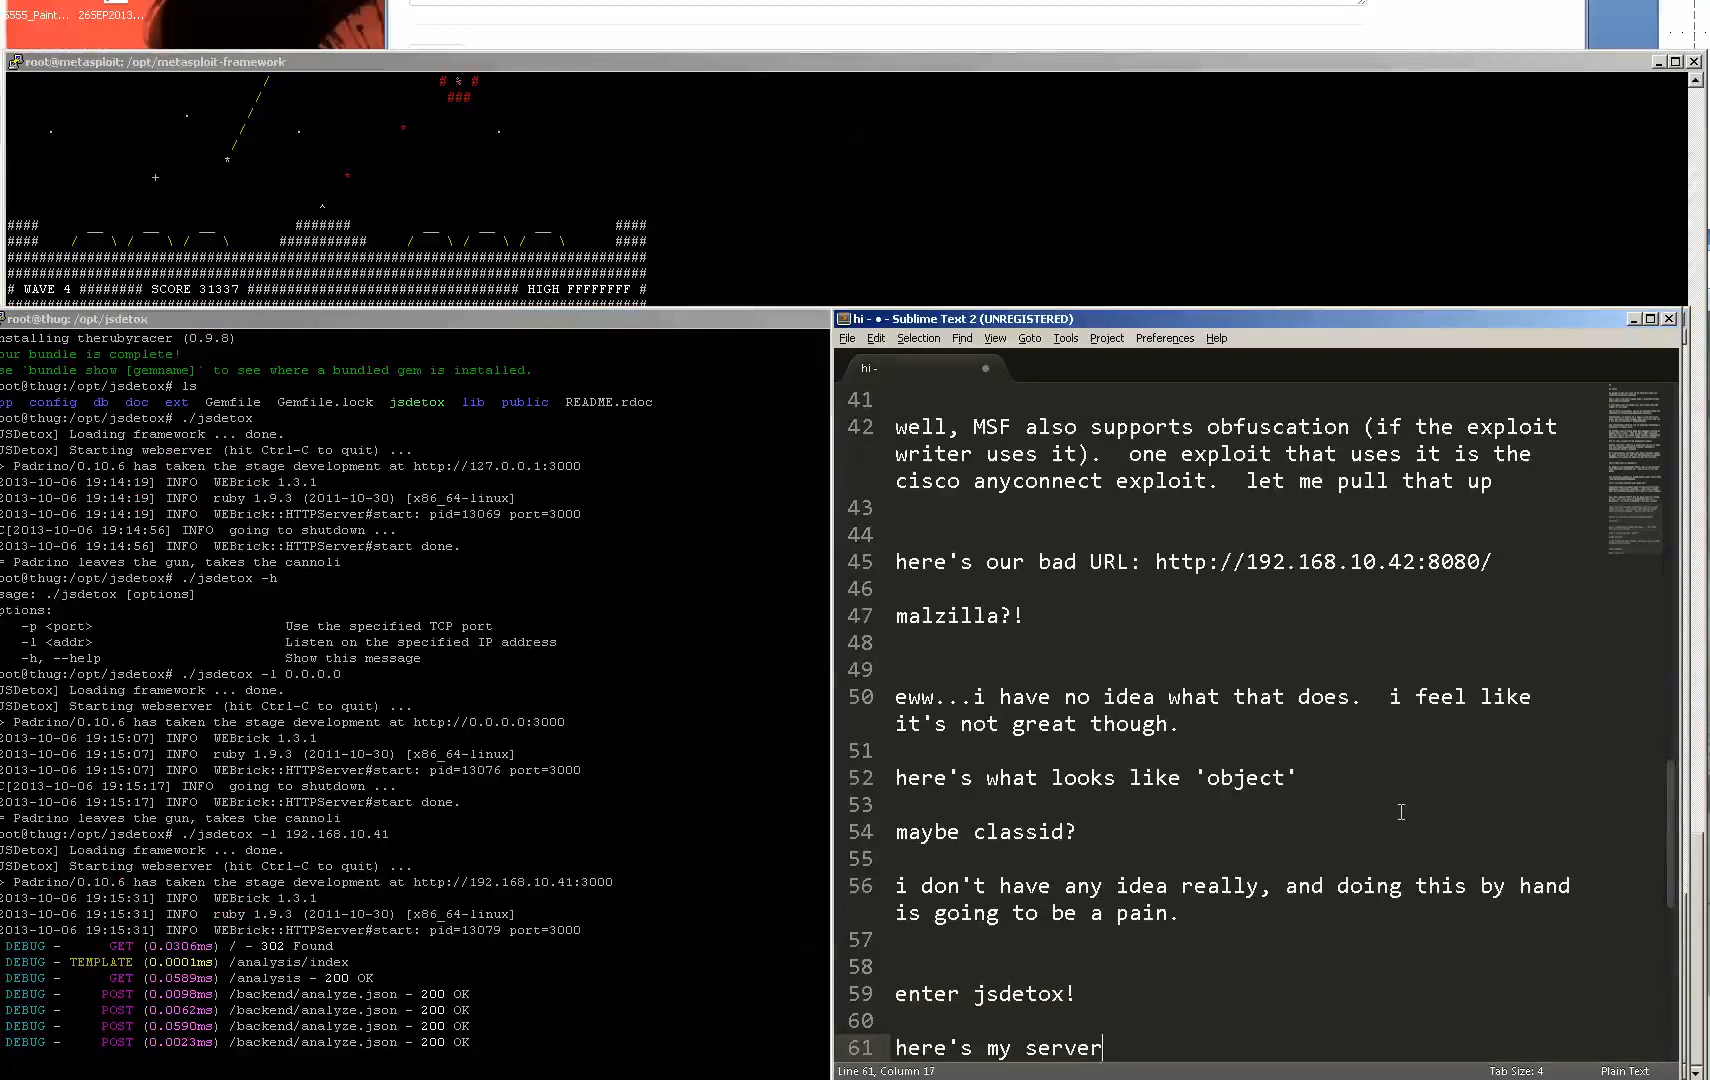 5555_Paint... 26SEP2013...
root@metasploit: /opt/metasploit-framework
/ # % #
/ ###
. /
. / . * .
/
*
+ *
^
#### __ __ __ ####### __ __ __ ####
#### / \ / \ / \ ########### / \ / \ / \ ####
################################################################################
################################################################################
# WAVE 4 ######## SCORE 31337 ################################## HIGH FFFFFFFF #
root@thug: /opt/jsdetox
nstalling therubyracer (0.9.8)
our bundle is complete!
se `bundle show [gemname]` to see where a bundled gem is installed.
oot@thug:/opt/jsdetox# ls
pp config db doc ext Gemfile Gemfile.lock jsdetox lib public README.rdoc
oot@thug:/opt/jsdetox# ./jsdetox
JSDetox] Loading framework ... done.
JSDetox] Starting webserver (hit Ctrl-C to quit) ...
> Padrino/0.10.6 has taken the stage development at http://127.0.0.1:3000
2013-10-06 19:14:19] INFO WEBrick 1.3.1
2013-10-06 19:14:19] INFO ruby 1.9.3 (2011-10-30) [x86_64-linux]
2013-10-06 19:14:19] INFO WEBrick::HTTPServer#start: pid=13069 port=3000
C[2013-10-06 19:14:56] INFO going to shutdown ...
2013-10-06 19:14:56] INFO WEBrick::HTTPServer#start done.
= Padrino leaves the gun, takes the cannoli
oot@thug:/opt/jsdetox# ./jsdetox -h
sage: ./jsdetox [options]
ptions:
-p <port> Use the specified TCP port
-l <addr> Listen on the specified IP address
-h, --help Show this message
oot@thug:/opt/jsdetox# ./jsdetox -l 0.0.0.0
JSDetox] Loading framework ... done.
JSDetox] Starting webserver (hit Ctrl-C to quit) ...
> Padrino/0.10.6 has taken the stage development at http://0.0.0.0:3000
2013-10-06 19:15:07] INFO WEBrick 1.3.1
2013-10-06 19:15:07] INFO ruby 1.9.3 (2011-10-30) [x86_64-linux]
2013-10-06 19:15:07] INFO WEBrick::HTTPServer#start: pid=13076 port=3000
C[2013-10-06 19:15:17] INFO going to shutdown ...
2013-10-06 19:15:17] INFO WEBrick::HTTPServer#start done.
= Padrino leaves the gun, takes the cannoli
oot@thug:/opt/jsdetox# ./jsdetox -l 192.168.10.41
JSDetox] Loading framework ... done.
JSDetox] Starting webserver (hit Ctrl-C to quit) ...
> Padrino/0.10.6 has taken the stage development at http://192.168.10.41:3000
2013-10-06 19:15:31] INFO WEBrick 1.3.1
2013-10-06 19:15:31] INFO ruby 1.9.3 (2011-10-30) [x86_64-linux]
2013-10-06 19:15:31] INFO WEBrick::HTTPServer#start: pid=13079 port=3000
DEBUG - GET (0.0306ms) / - 302 Found
DEBUG - TEMPLATE (0.0001ms) /analysis/index
DEBUG - GET (0.0589ms) /analysis - 200 OK
DEBUG - POST (0.0098ms) /backend/analyze.json - 200 OK
DEBUG - POST (0.0062ms) /backend/analyze.json - 200 OK
DEBUG - POST (0.0590ms) /backend/analyze.json - 200 OK
DEBUG - POST (0.0023ms) /backend/analyze.json - 200 OK
hi - • - Sublime Text 2 (UNREGISTERED)
File Edit Selection Find View Goto Tools Project Preferences Help
hi -
41
42 well, MSF also supports obfuscation (if the exploit
writer uses it). one exploit that uses it is the
cisco anyconnect exploit. let me pull that up
43
44
45 here's our bad URL: http://192.168.10.42:8080/
46
47 malzilla?!
48
49
50 eww...i have no idea what that does. i feel like
it's not great though.
51
52 here's what looks like 'object'
53
54 maybe classid?
55
56 i don't have any idea really, and doing this by hand
is going to be a pain.
57
58
59 enter jsdetox!
60
61 here's my server
Line 61, Column 17 Tab Size: 4 Plain Text